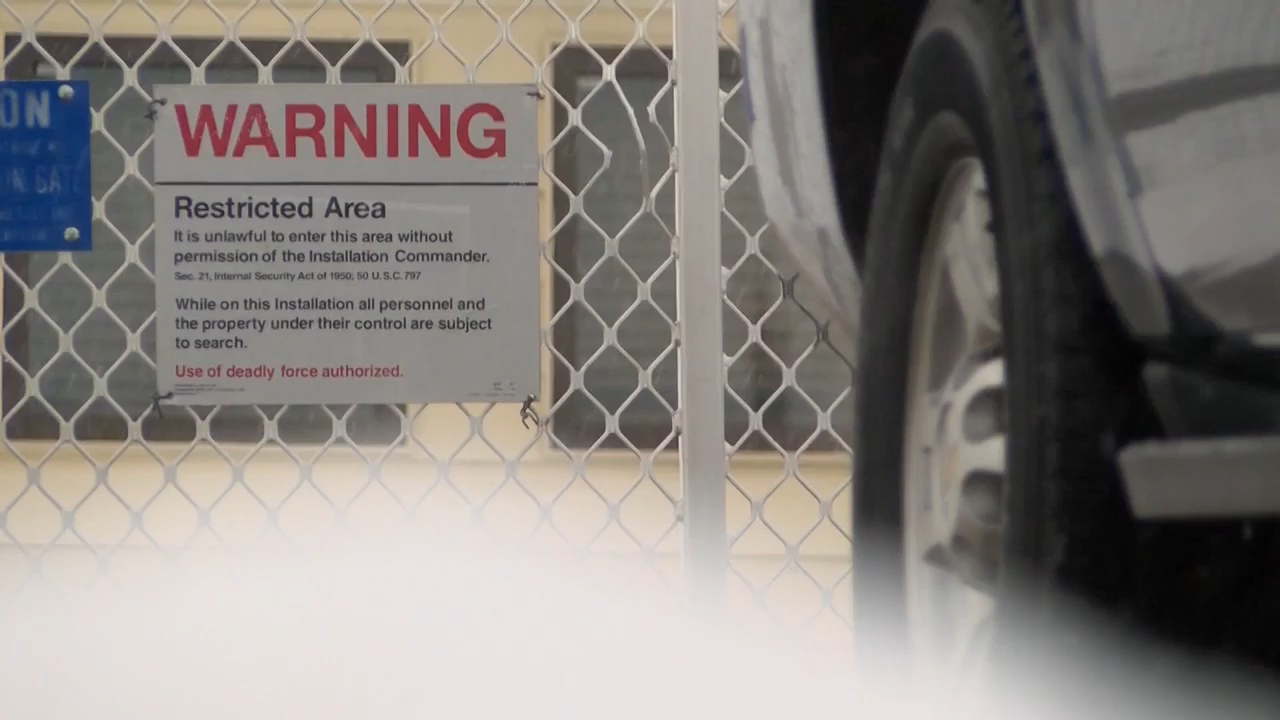 ON
WARNING
Restricted Area
It is unlawful to enter this area without
permission of the Installation Commander.
Sec. 21, Internal Security Act of 1950; 50 U.S.C. 797
While on this Installation all personnel and
the property under their control are subject
to search.
Use of deadly force authorized.